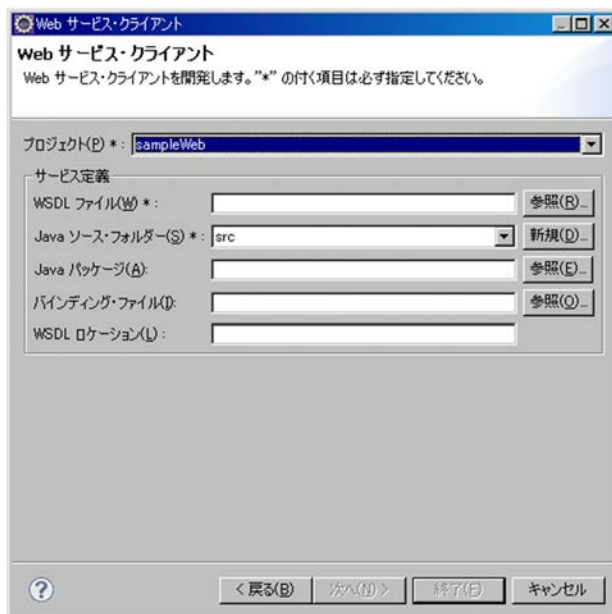 Web サービス・クライアント
Web サービス・クライアント
Web サービス・クライアントを開発します。"*" の付く項目は必ず指定してください。
プロジェクト(P) * : sampleWeb
サービス定義
WSDL ファイル(W) * : 参照(R)...
Java ソース・フォルダー(S) * : src 新規(D)...
Java パッケージ(A): 参照(E)...
バインディング・ファイル(I): 参照(O)...
WSDL ロケーション(L) :
? < 戻る(B) 次へ(N) > 終了(F) キャンセル